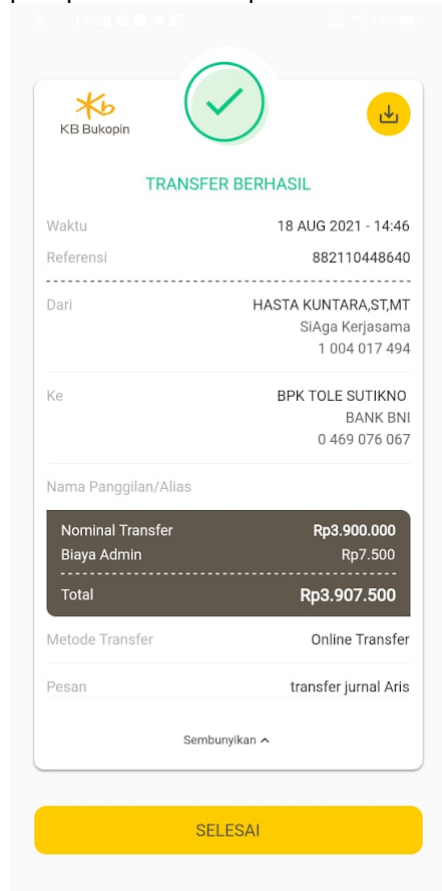 KB Bukopin
TRANSFER BERHASIL
Waktu 18 AUG 2021 - 14:46
Referensi 882110448640
Dari HASTA KUNTARA,ST,MT
SiAga Kerjasama
1 004 017 494
Ke BPK TOLE SUTIKNO
BANK BNI
0 469 076 067
Nama Panggilan/Alias
Nominal Transfer Rp3.900.000
Biaya Admin Rp7.500
Total Rp3.907.500
Metode Transfer Online Transfer
Pesan transfer jurnal Aris
Sembunyikan
SELESAI